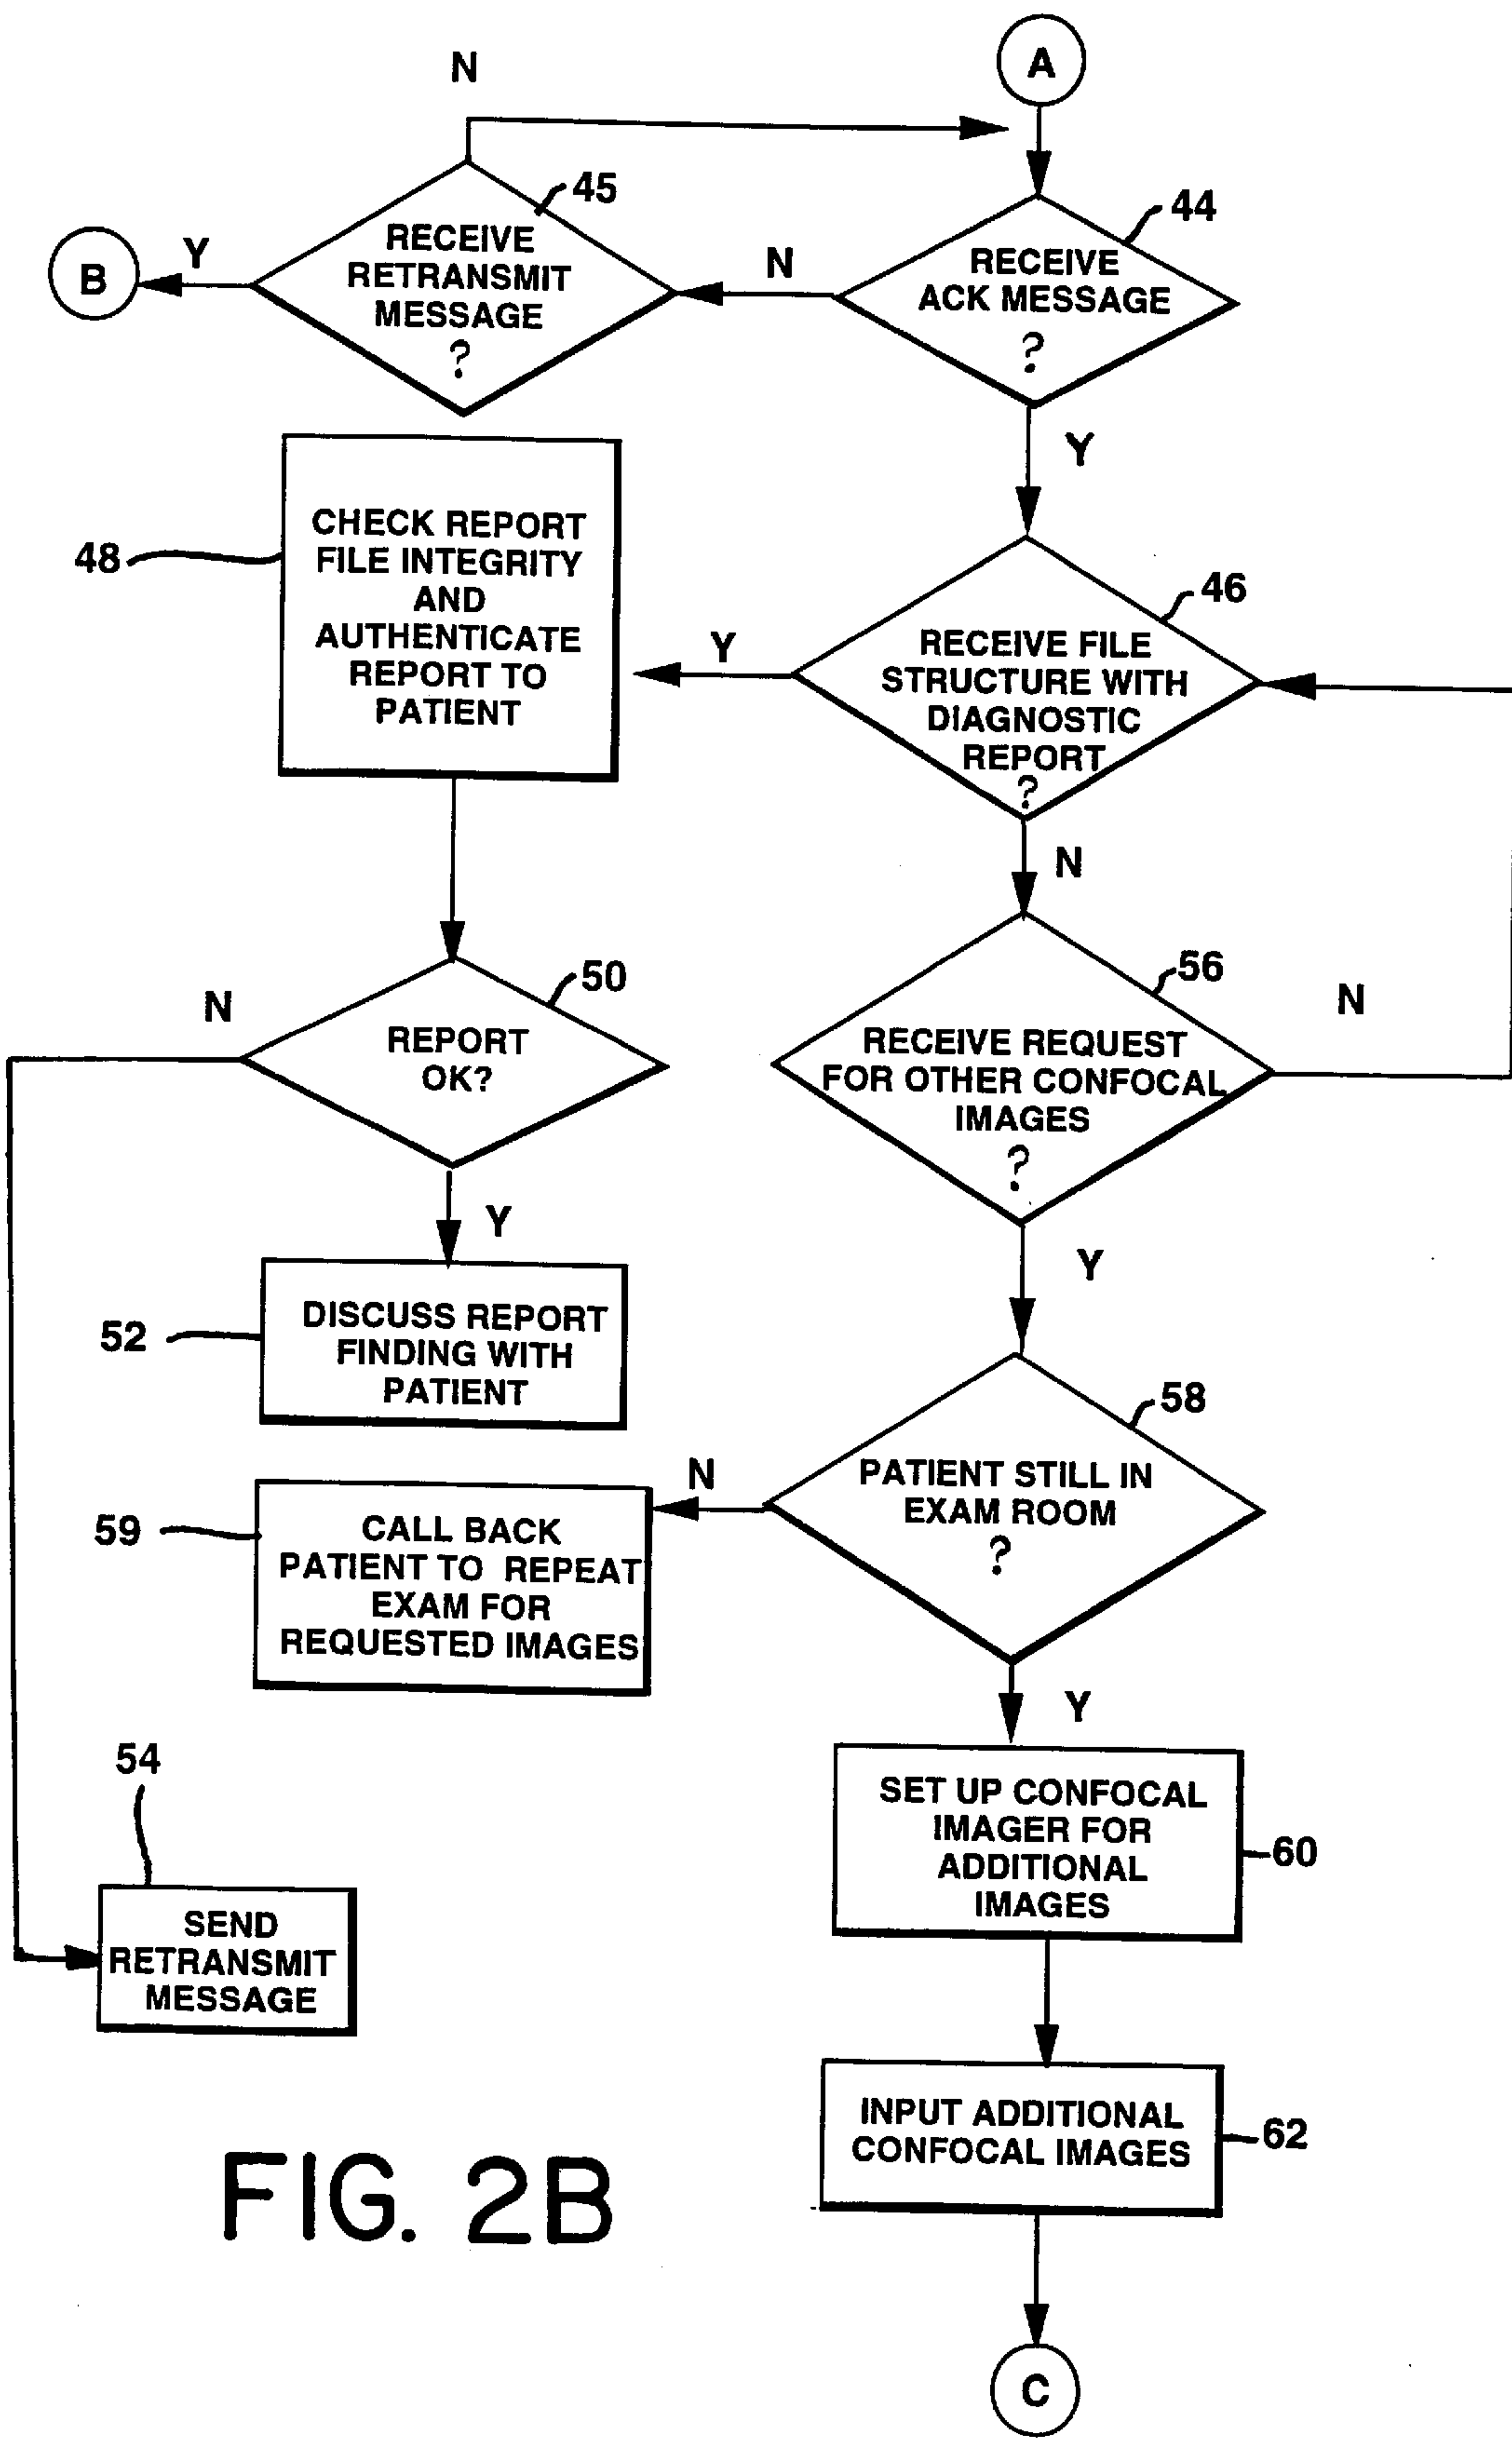 A
N
45
RECEIVE
RETRANSMIT
MESSAGE
?
Y
B
N
44
RECEIVE
ACK MESSAGE
?
Y
48
CHECK REPORT
FILE INTEGRITY
AND
AUTHENTICATE
REPORT TO
PATIENT
Y
46
RECEIVE FILE
STRUCTURE WITH
DIAGNOSTIC
REPORT
?
N
N
50
REPORT
OK?
Y
56
RECEIVE REQUEST
FOR OTHER CONFOCAL
IMAGES
?
N
Y
52
DISCUSS REPORT
FINDING WITH
PATIENT
58
PATIENT STILL IN
EXAM ROOM
?
N
59
CALL BACK
PATIENT TO REPEAT
EXAM FOR
REQUESTED IMAGES
Y
54
SEND
RETRANSMIT
MESSAGE
SET UP CONFOCAL
IMAGER FOR
ADDITIONAL
IMAGES
60
INPUT ADDITIONAL
CONFOCAL IMAGES
62
FIG. 2B
C